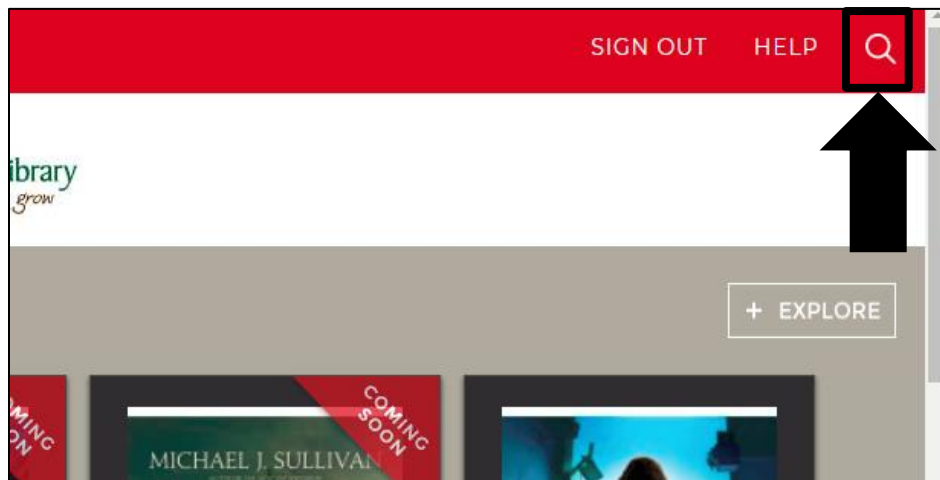 SIGN OUT HELP
ibrary
grow
+ EXPLORE
COMING
SOON
MICHAEL J. SULLIVAN